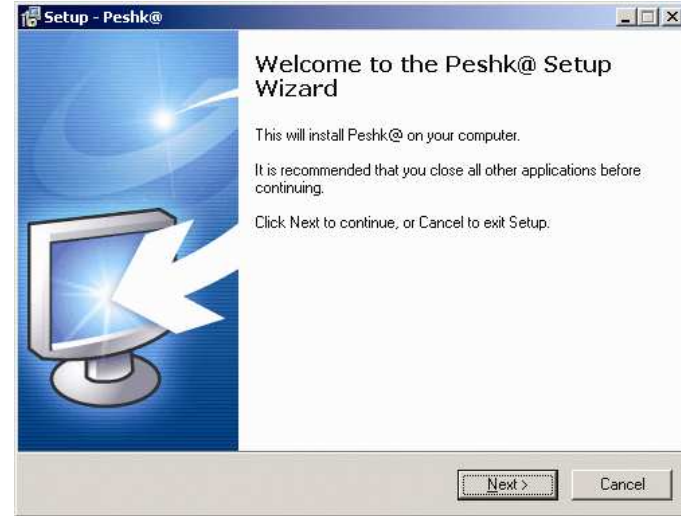 Setup - Peshk@
Welcome to the Peshk@ Setup
Wizard
This will install Peshk@ on your computer.
It is recommended that you close all other applications before
continuing.
Click Next to continue, or Cancel to exit Setup.
Next >
Cancel